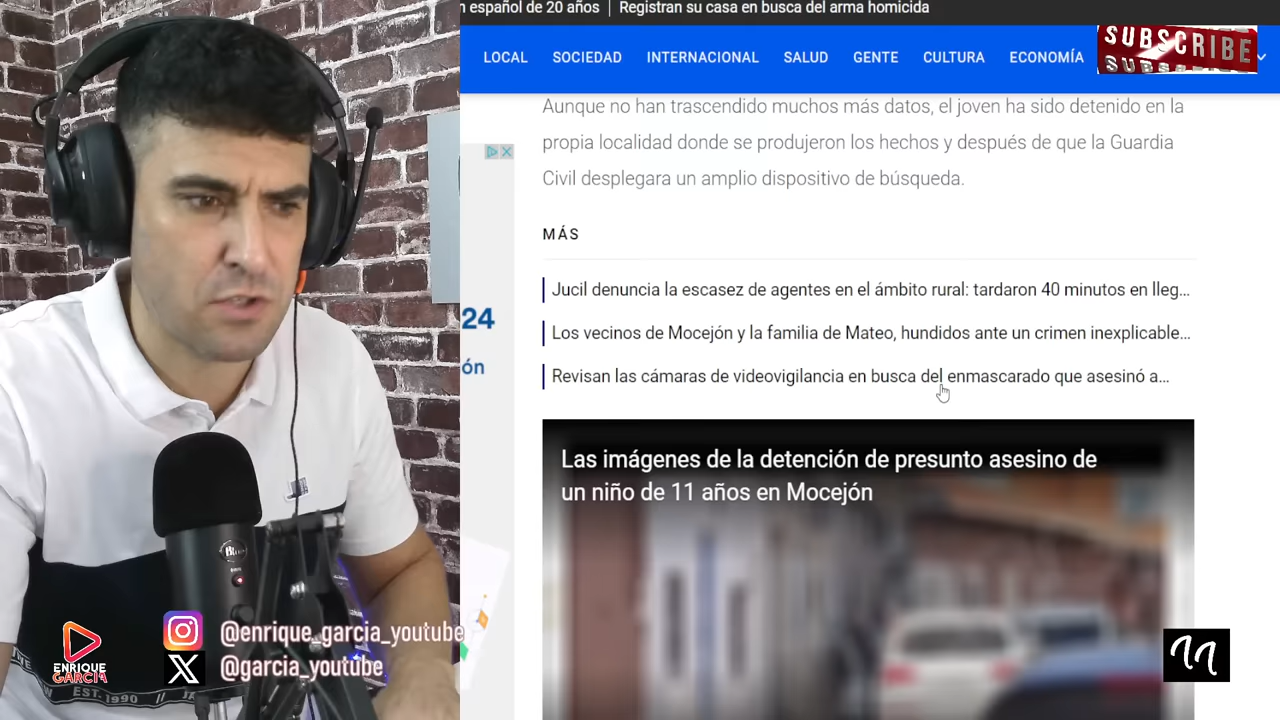 n español de 20 años | Registran su casa en busca del arma homicida
LOCAL SOCIEDAD INTERNACIONAL SALUD GENTE CULTURA ECONOMÍA
SUBSCRIBE
Aunque no han trascendido muchos más datos, el joven ha sido detenido en la
propia localidad donde se produjeron los hechos y después de que la Guardia
Civil desplegara un amplio dispositivo de búsqueda.
MÁS
Jucil denuncia la escasez de agentes en el ámbito rural: tardaron 40 minutos en lleg...
24
Los vecinos de Mocejón y la familia de Mateo, hundidos ante un crimen inexplicable...
ón
Revisan las cámaras de videovigilancia en busca del enmascarado que asesinó a...
Las imágenes de la detención de presunto asesino de
un niño de 11 años en Mocejón
Blue
@enrique_garcia_youtube
@garcia_youtube
ENRIQUE
GARCIA
EST. 1990 // JA